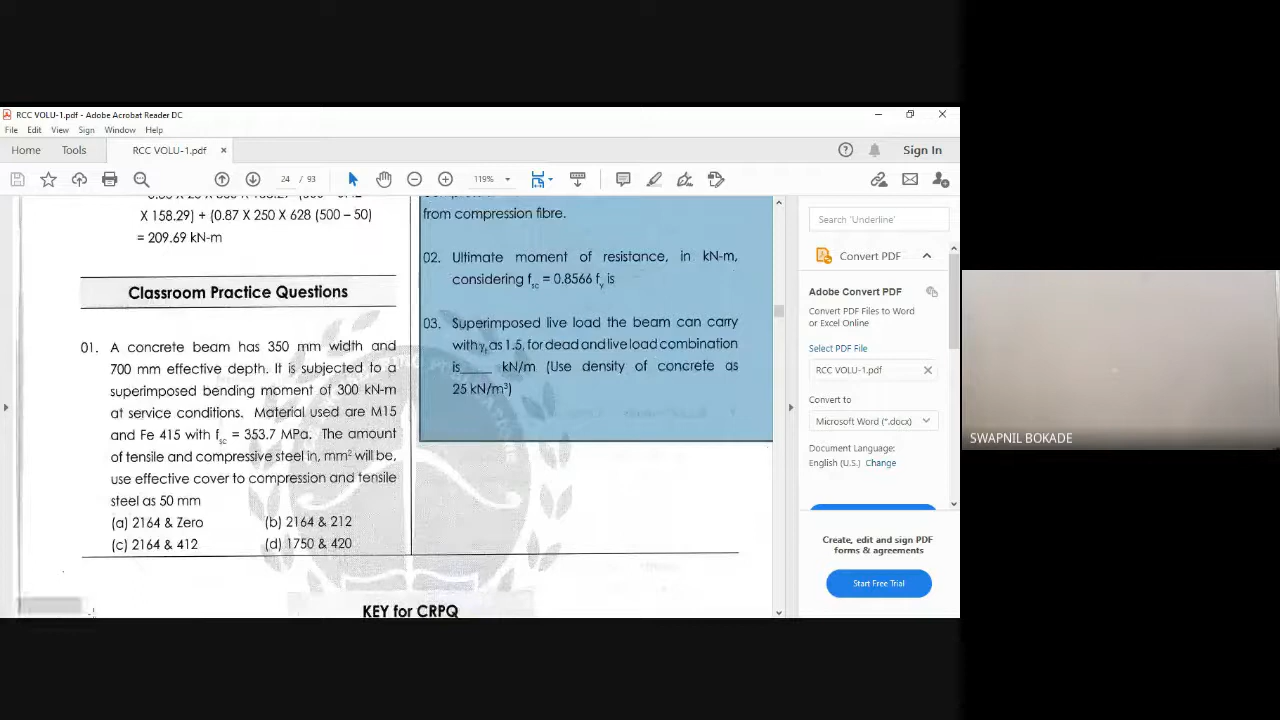 RCC VOLU-1.pdf - Adobe Acrobat Reader DC
File Edit View Sign Window Help
Home Tools RCC VOLU-1.pdf × Sign In
24 / 93 119%
X 158.29) + (0.87 X 250 X 628 (500 – 50)
= 209.69 kN-m
Classroom Practice Questions
01. A concrete beam has 350 mm width and
700 mm effective depth. It is subjected to a
superimposed bending moment of 300 kN-m
at service conditions. Material used are M15
and Fe 415 with fsc = 353.7 MPa. The amount
of tensile and compressive steel in, mm² will be,
use effective cover to compression and tensile
steel as 50 mm
(a) 2164 & Zero (b) 2164 & 212
(c) 2164 & 412 (d) 1750 & 420
from compression fibre.
02. Ultimate moment of resistance, in kN-m,
considering fsc = 0.8566 fy is
03. Superimposed live load the beam can carry
with γf as 1.5, for dead and live load combination
is____ kN/m (Use density of concrete as
25 kN/m³)
KEY for CRPQ
Search 'Underline'
Convert PDF
Adobe Convert PDF
Convert PDF Files to Word
or Excel Online
Select PDF File
RCC VOLU-1.pdf
Convert to
Microsoft Word (*.docx)
Document Language:
English (U.S.) Change
Create, edit and sign PDF
forms & agreements
Start Free Trial
SWAPNIL BOKADE